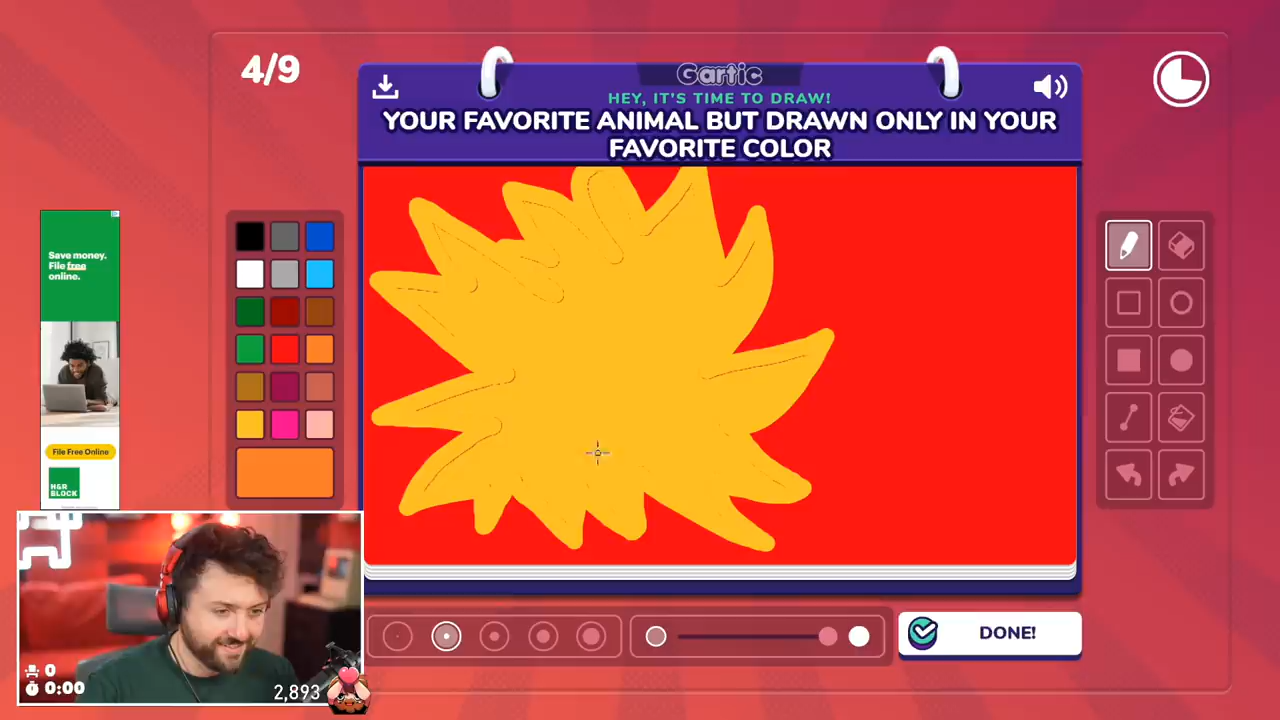 4/9
Gartic
HEY, IT'S TIME TO DRAW!
YOUR FAVORITE ANIMAL BUT DRAWN ONLY IN YOUR
FAVORITE COLOR
Save money.
File free
online.
File Free Online
H&R
BLOCK
0
0:00
2,893
DONE!